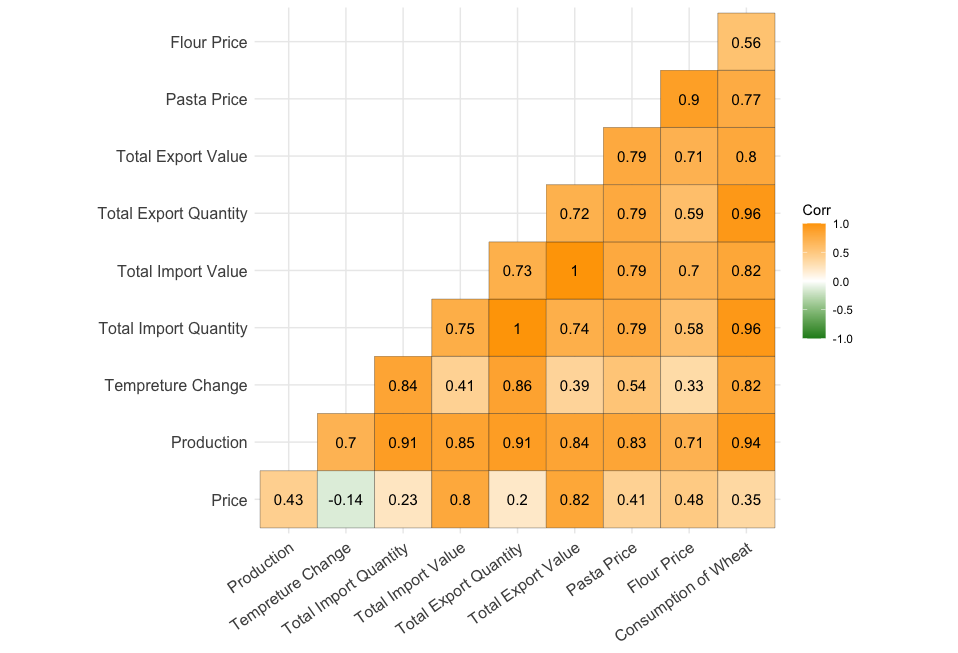 Flour Price 0.56
Pasta Price 0.9 0.77
Total Export Value 0.79 0.71 0.8
Total Export Quantity 0.72 0.79 0.59 0.96
Total Import Value 0.73 1 0.79 0.7 0.82
Total Import Quantity 0.75 1 0.74 0.79 0.58 0.96
Tempreture Change 0.84 0.41 0.86 0.39 0.54 0.33 0.82
Production 0.7 0.91 0.85 0.91 0.84 0.83 0.71 0.94
Price 0.43 -0.14 0.23 0.8 0.2 0.82 0.41 0.48 0.35
Production
Tempreture Change
Total Import Quantity
Total Import Value
Total Export Quantity
Total Export Value
Pasta Price
Flour Price
Consumption of Wheat
Corr
1.0
0.5
0.0
-0.5
-1.0